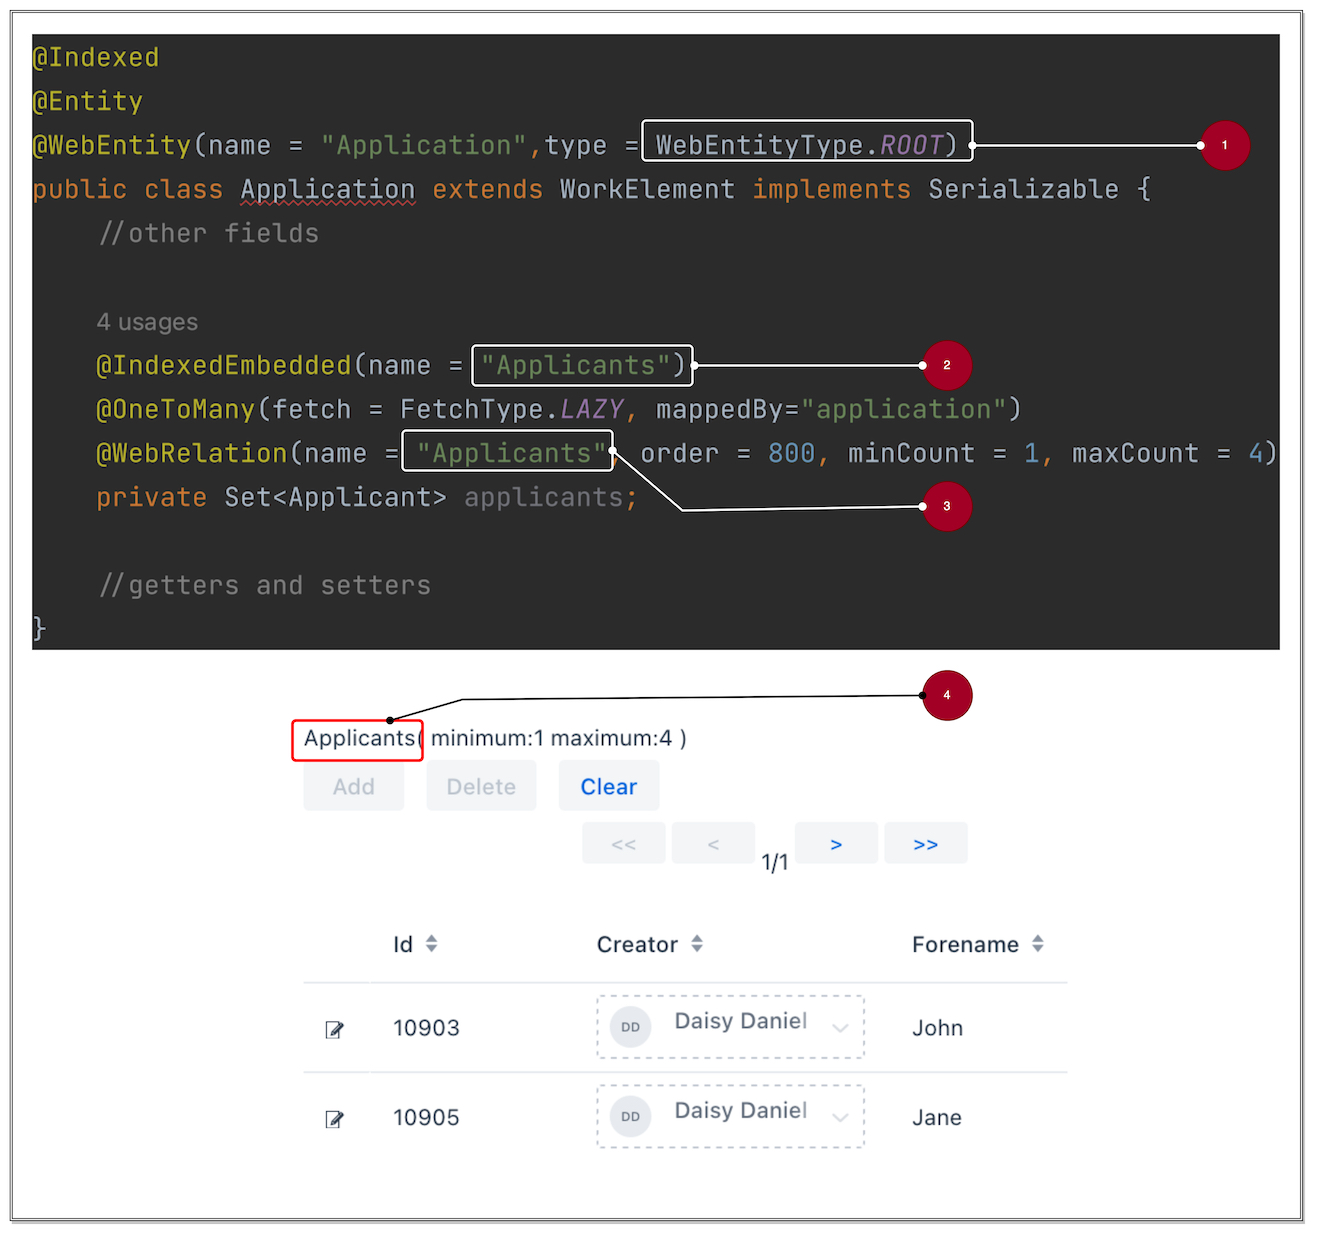 @Indexed
@Entity
@WebEntity(name = "Application",type = WebEntityType.ROOT)
1
public class Application extends WorkElement implements Serializable {
//other fields
4 usages
@IndexedEmbedded(name = "Applicants")
2
@OneToMany(fetch = FetchType.LAZY, mappedBy="application")
@WebRelation(name = "Applicants", order = 800, minCount = 1, maxCount = 4)
private Set<Applicant> applicants;
3
//getters and setters
}
4
Applicants( minimum:1 maximum:4 )
Add Delete Clear
<< < 1/1 > >>
Id Creator Forename
10903 DD Daisy Daniel John
10905 DD Daisy Daniel Jane